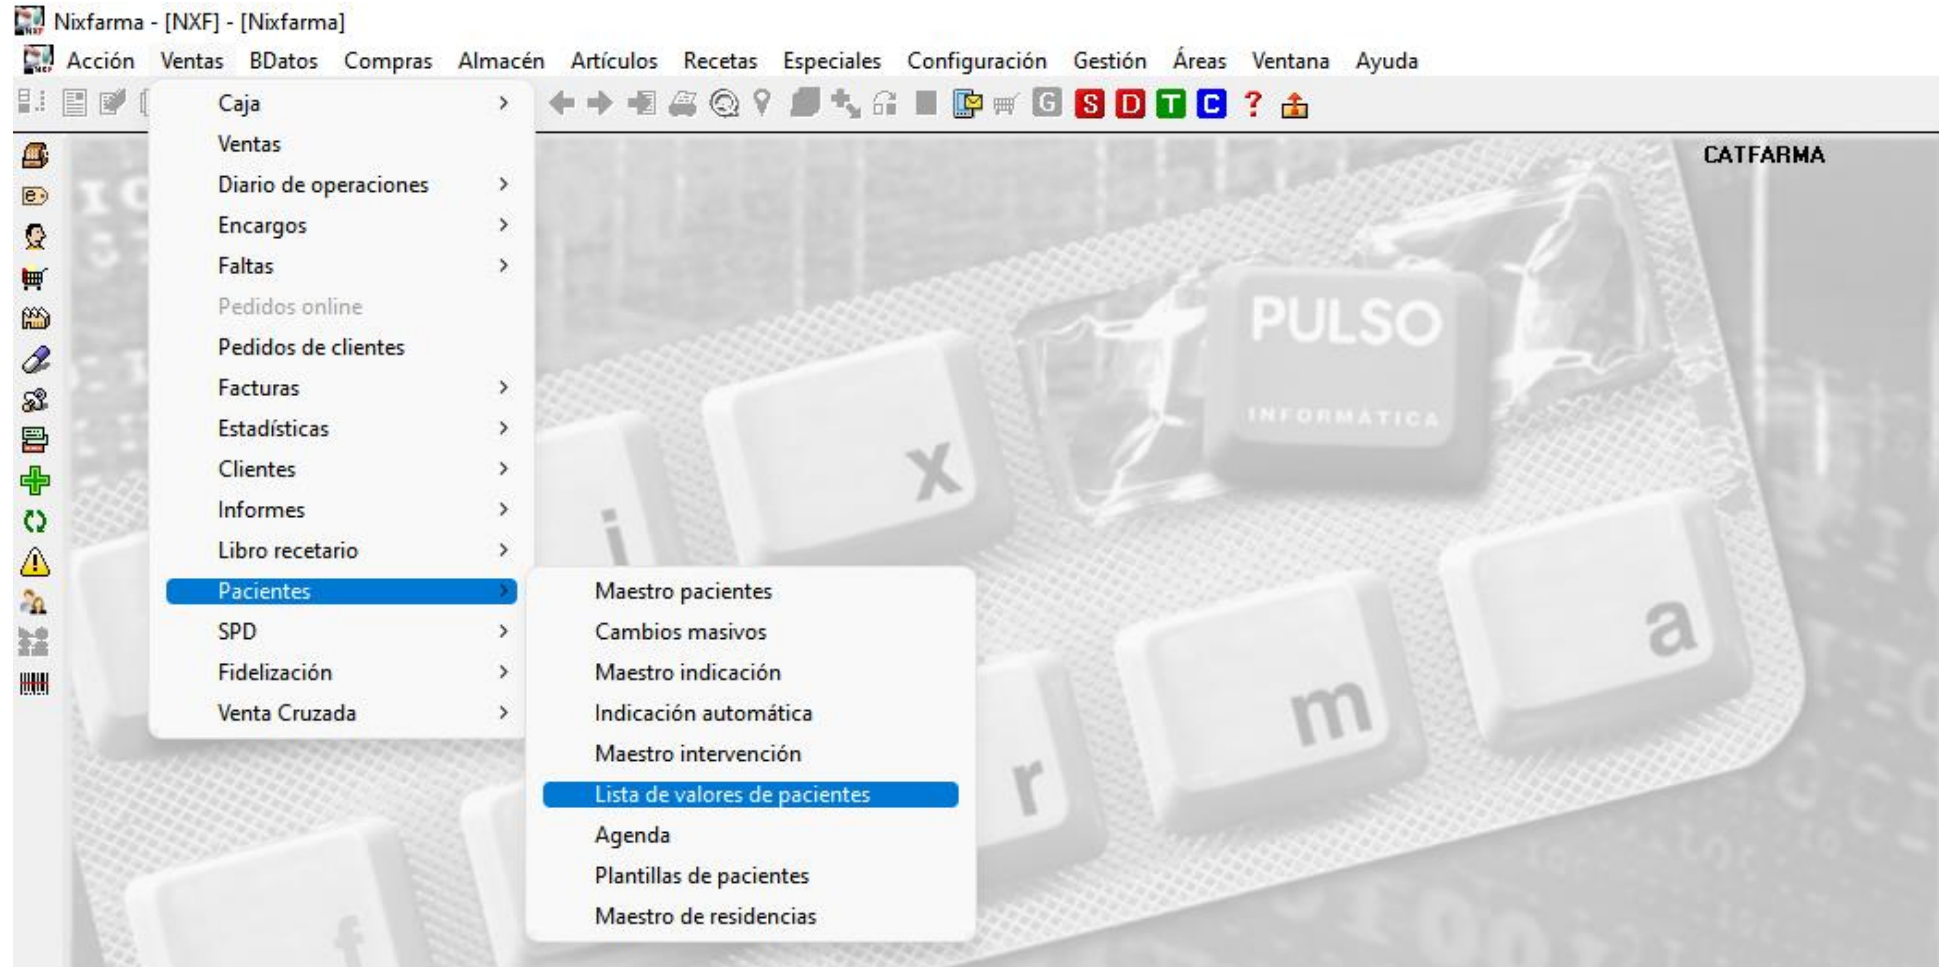 Nixfarma - [NXF] - [Nixfarma]
Acción Ventas BDatos Compras Almacén Artículos Recetas Especiales Configuración Gestión Áreas Ventana Ayuda
G S D T C ?
CATFARMA
Caja
Ventas
Diario de operaciones
Encargos
Faltas
Pedidos online
Pedidos de clientes
Facturas
Estadísticas
Clientes
Informes
Libro recetario
Pacientes
SPD
Fidelización
Venta Cruzada
Maestro pacientes
Cambios masivos
Maestro indicación
Indicación automática
Maestro intervención
Lista de valores de pacientes
Agenda
Plantillas de pacientes
Maestro de residencias
PULSO
INFORMÁTICA
i x
f r m a